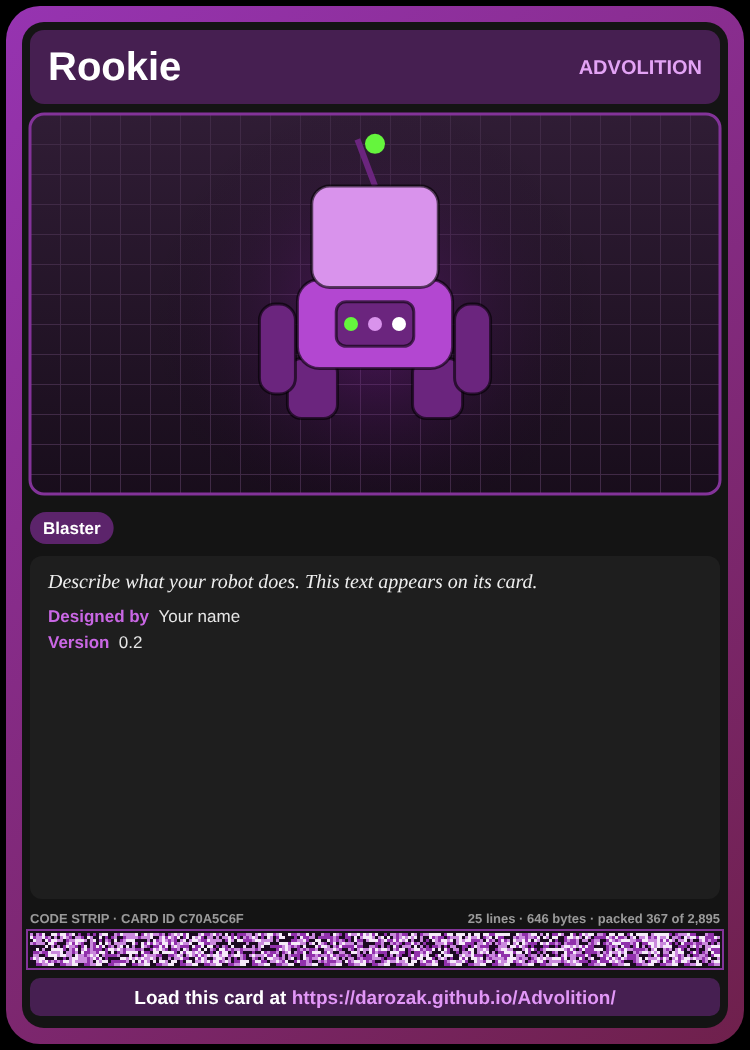 Rookie
ADVOLITION
Blaster
Describe what your robot does. This text appears on its card.
Designed by Your name
Version 0.2
CODE STRIP · CARD ID C70A5C6F
25 lines · 646 bytes · packed 367 of 2,895
Load this card at https://darozak.github.io/Advolition/